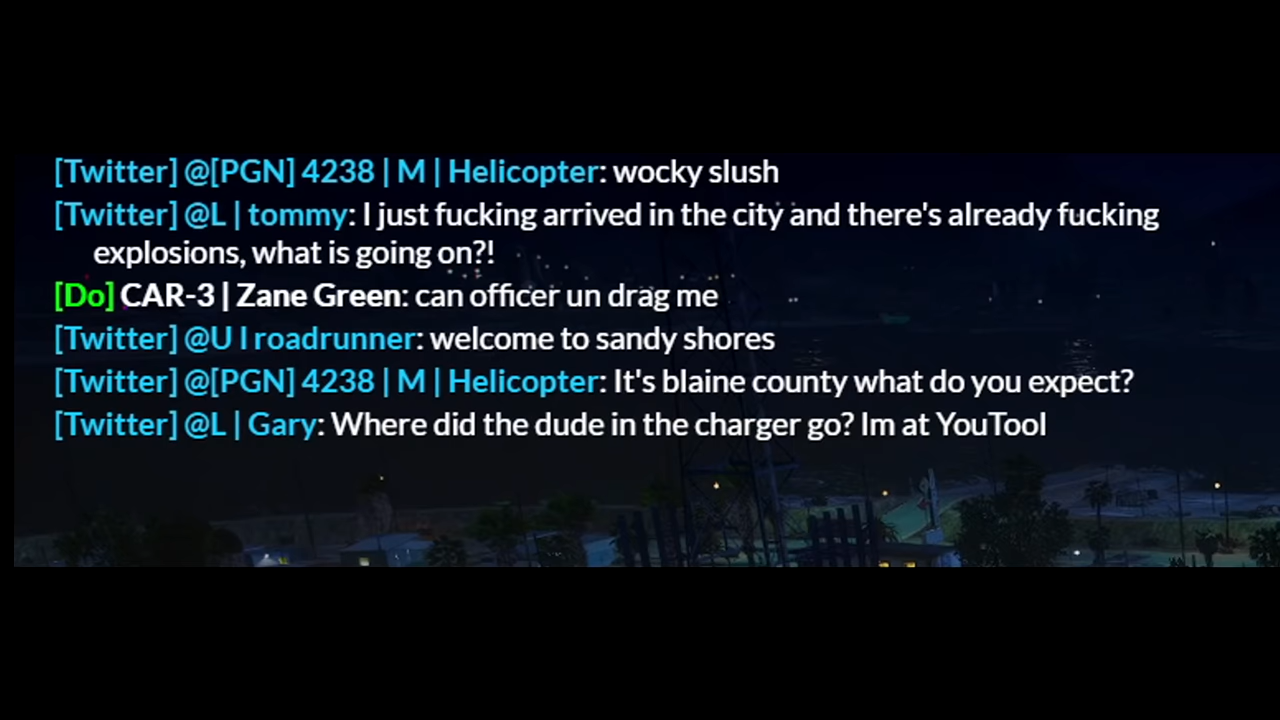 [Twitter] @[PGN] 4238 | M | Helicopter: wocky slush
[Twitter] @L | tommy: I just fucking arrived in the city and there's already fucking
explosions, what is going on?!
[Do] CAR-3 | Zane Green: can officer un drag me
[Twitter] @U l roadrunner: welcome to sandy shores
[Twitter] @[PGN] 4238 | M | Helicopter: It's blaine county what do you expect?
[Twitter] @L | Gary: Where did the dude in the charger go? Im at YouTool